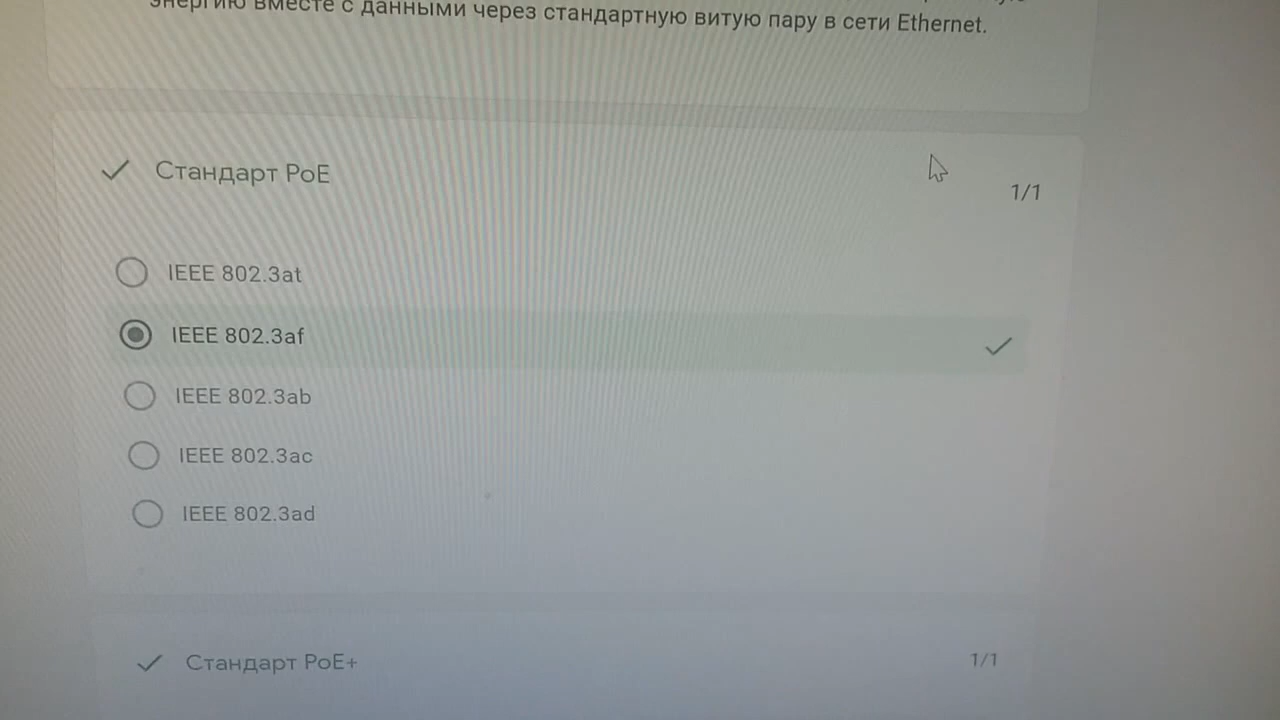 энергию вместе с данными через стандартную витую пару в сети Ethernet.
Стандарт PoE
1/1
IEEE 802.3at
IEEE 802.3af
IEEE 802.3ab
IEEE 802.3ac
IEEE 802.3ad
Стандарт PoE+
1/1